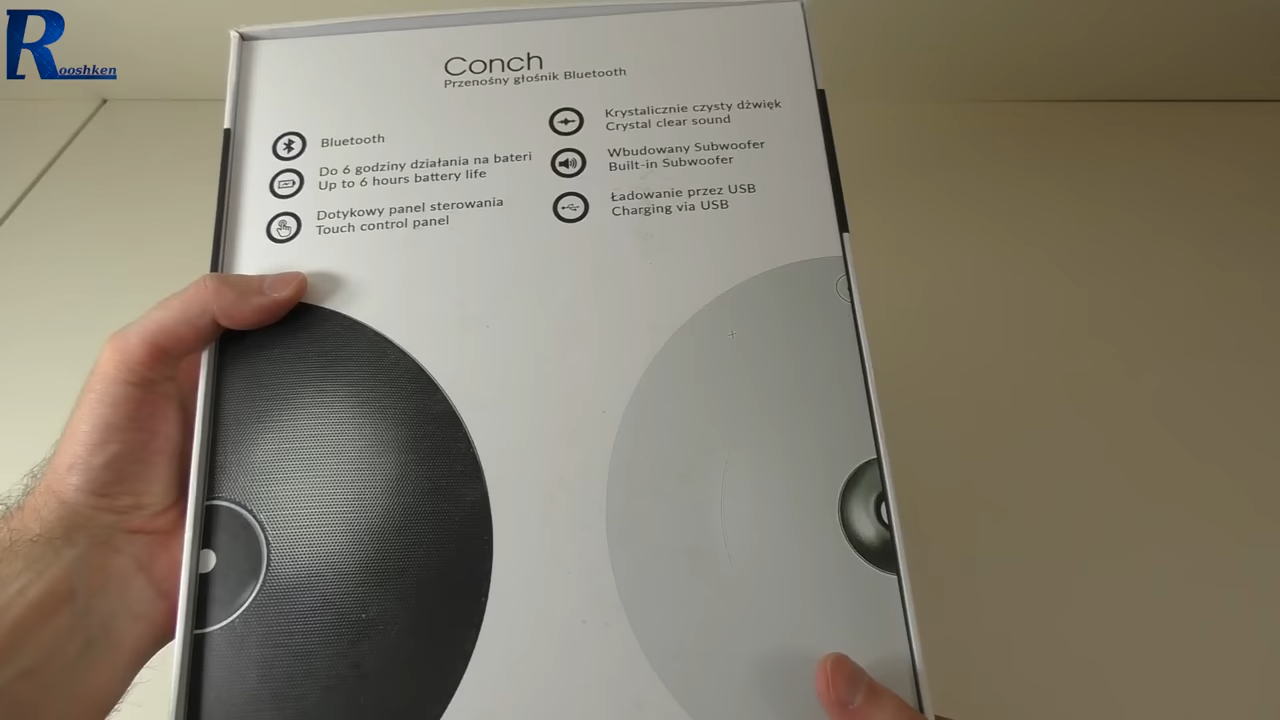 Rooshken
Conch
Przenośny głośnik Bluetooth
Bluetooth
Do 6 godziny działania na bateri
Up to 6 hours battery life
Dotykowy panel sterowania
Touch control panel
Krystalicznie czysty dżwięk
Crystal clear sound
Wbudowany Subwoofer
Built-in Subwoofer
Ładowanie przez USB
Charging via USB